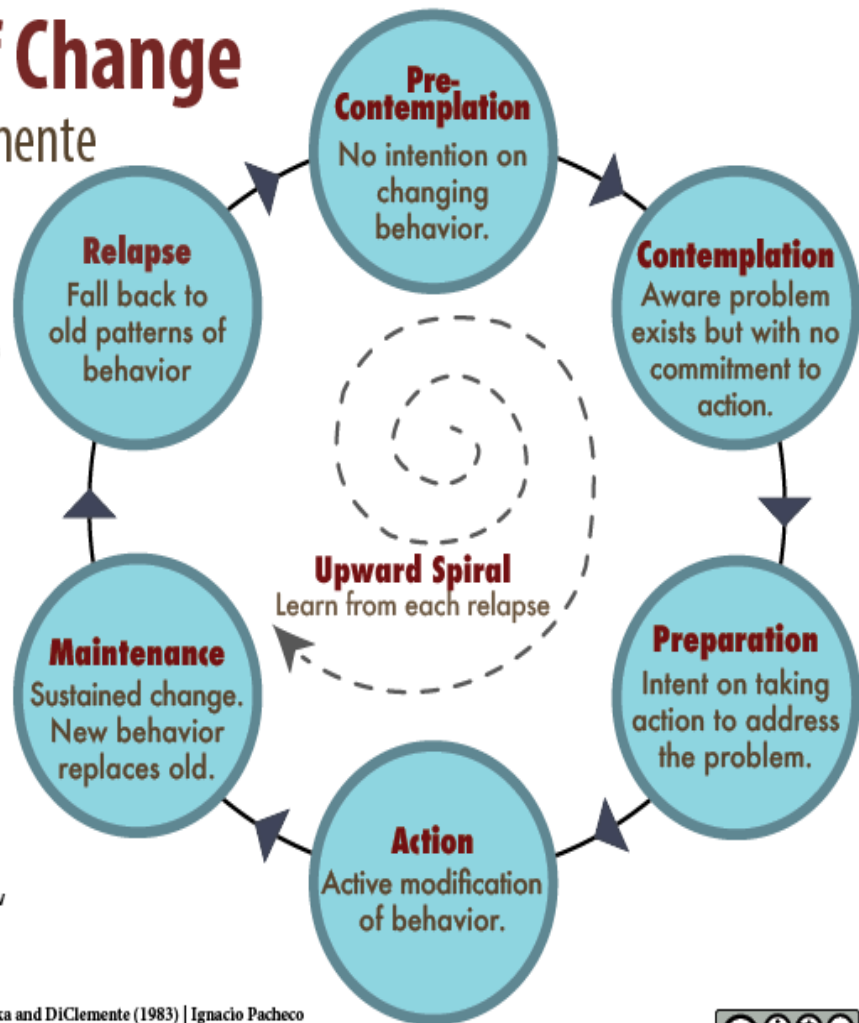 Change
Pre-
Contemplation
No intention on
changing
behavior.
Contemplation
Aware problem
exists but with no
commitment to
action.
Preparation
Intent on taking
action to address
the problem.
Action
Active modification
of behavior.
Maintenance
Sustained change.
New behavior
replaces old.
Relapse
Fall back to
old patterns of
behavior
Upward Spiral
Learn from each relapse
and DiClemente (1983) | Ignacio Pacheco